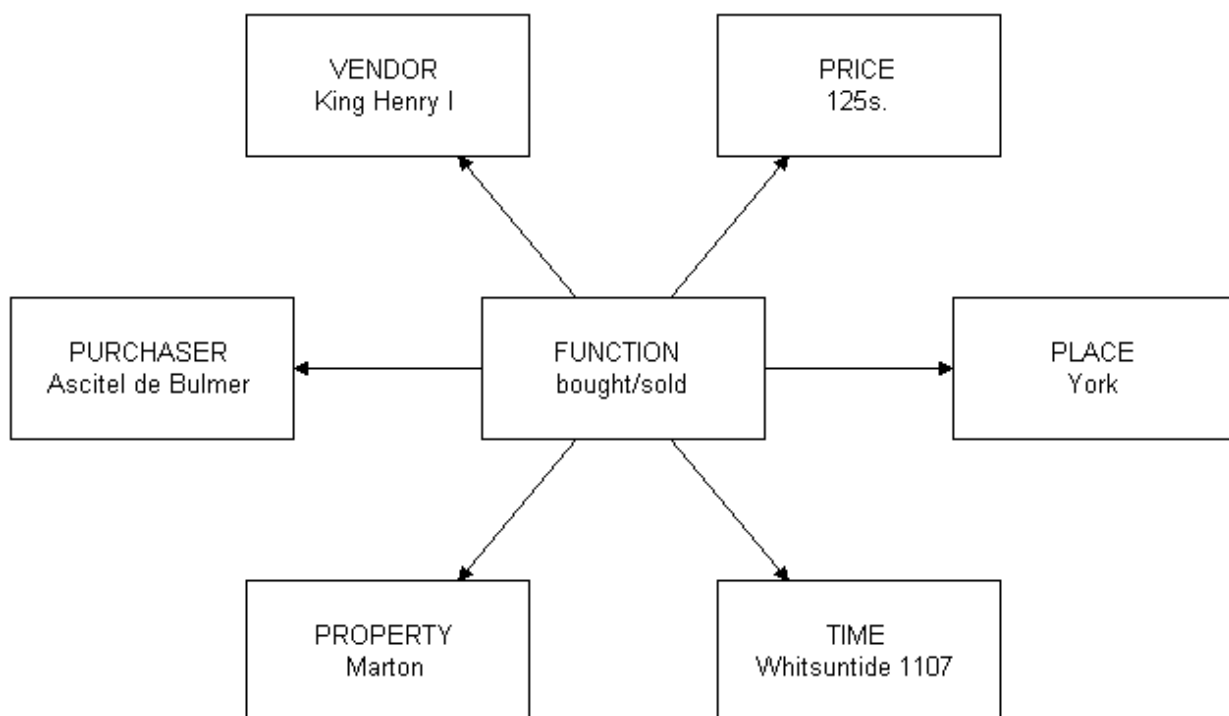 VENDOR
King Henry I
PRICE
125s.
PURCHASER
Ascitel de Bulmer
FUNCTION
bought/sold
PLACE
York
PROPERTY
Marton
TIME
Whitsuntide 1107